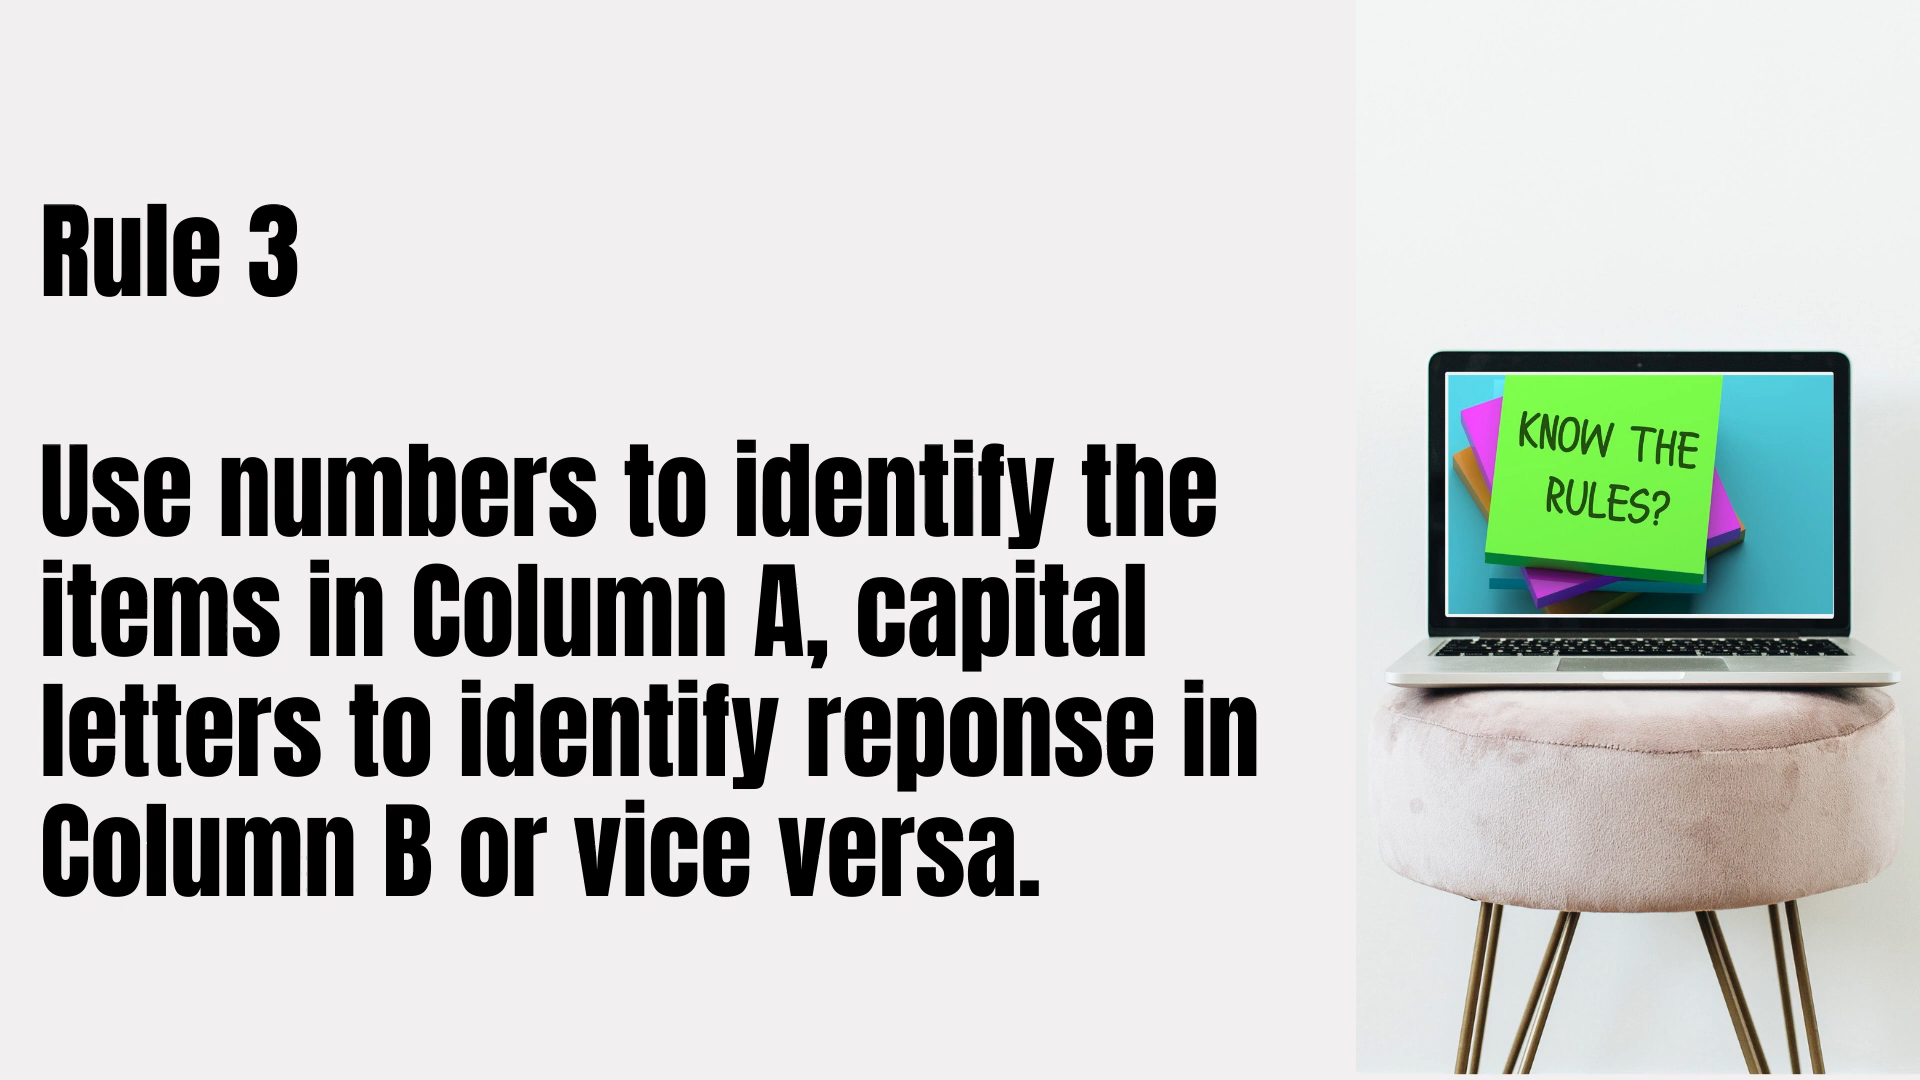 Rule 3
Use numbers to identify the
items in Column A, capital
letters to identify reponse in
Column B or vice versa.
KNOW THE
RULES?